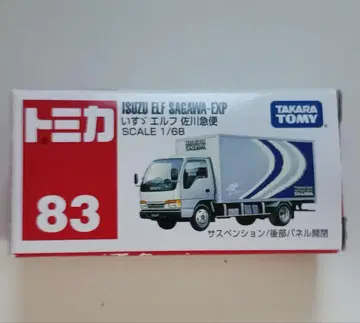 トミカ
83
ISUZU ELF SAGAWA-EXP
いすゞ エルフ 佐川急便
SCALE 1/68
TAKARA
TOMY
SAGAWA
サスペンション/後部パネル開閉